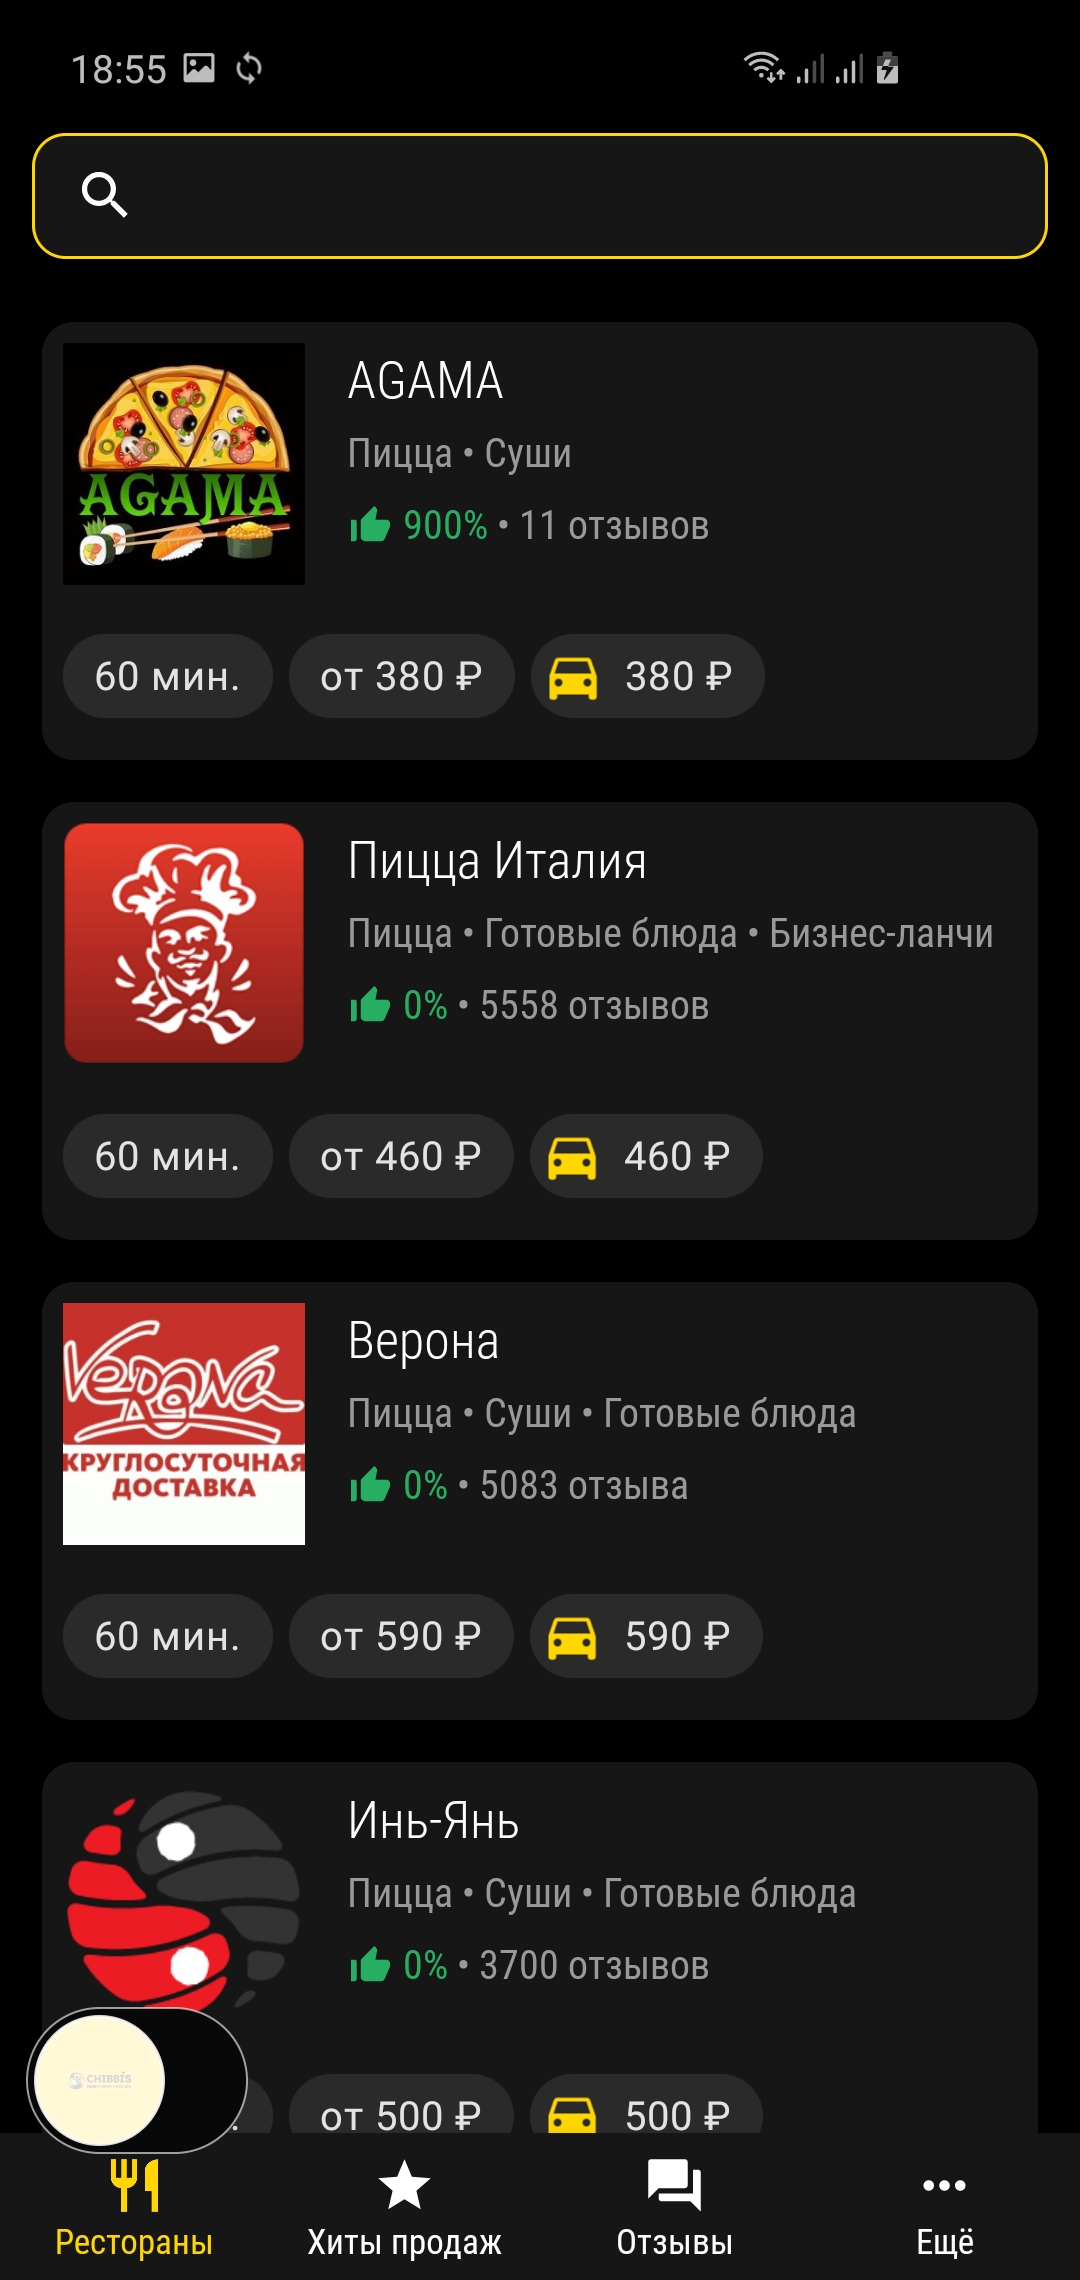 18:55
AGAMA
AGAMA
Пицца • Суши
900% • 11 отзывов
60 мин.
от 380 ₽
380 ₽
Пицца Италия
Пицца • Готовые блюда • Бизнес-ланчи
0% • 5558 отзывов
60 мин.
от 460 ₽
460 ₽
Verona
КРУГЛОСУТОЧНАЯ
ДОСТАВКА
Верона
Пицца • Суши • Готовые блюда
0% • 5083 отзыва
60 мин.
от 590 ₽
590 ₽
Инь-Янь
Пицца • Суши • Готовые блюда
0% • 3700 отзывов
от 500 ₽
500 ₽
CHIBBIS
Рестораны
Хиты продаж
Отзывы
Ещё